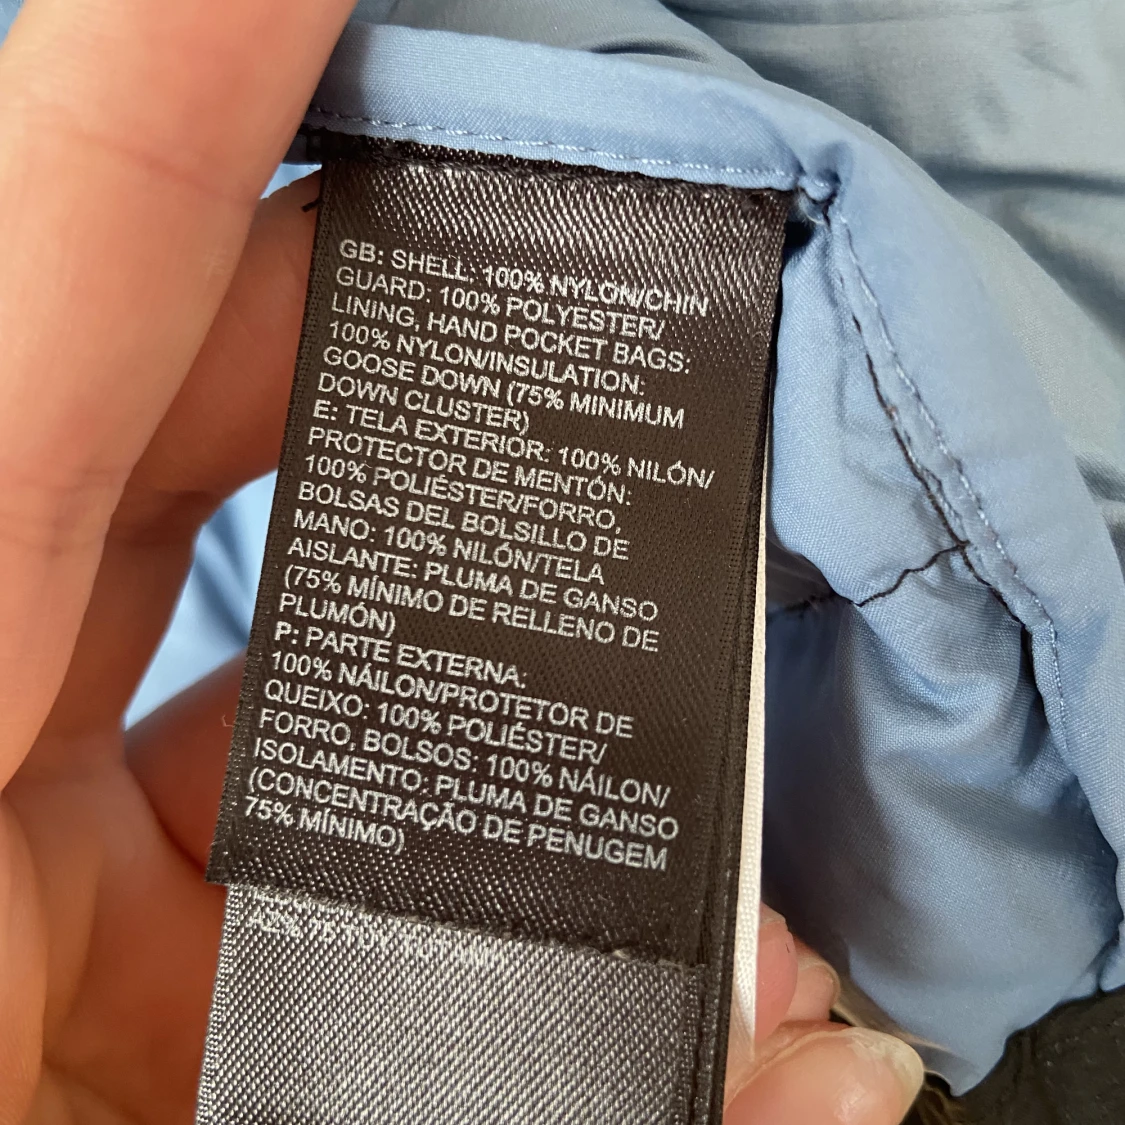 GB: SHELL: 100% NYLON/CHIN
GUARD: 100% POLYESTER/
LINING, HAND POCKET BAGS:
100% NYLON/INSULATION:
GOOSE DOWN (75% MINIMUM
DOWN CLUSTER)
E: TELA EXTERIOR: 100% NILÓN/
PROTECTOR DE MENTÓN:
100% POLIÉSTER/FORRO,
BOLSAS DEL BOLSILLO DE
MANO: 100% NILÓN/TELA
AISLANTE: PLUMA DE GANSO
(75% MÍNIMO DE RELLENO DE
PLUMÓN)
P: PARTE EXTERNA:
100% NÁILON/PROTETOR DE
QUEIXO: 100% POLIÉSTER/
FORRO, BOLSOS: 100% NÁILON/
ISOLAMENTO: PLUMA DE GANSO
(CONCENTRAÇÃO DE PENUGEM
75% MÍNIMO)